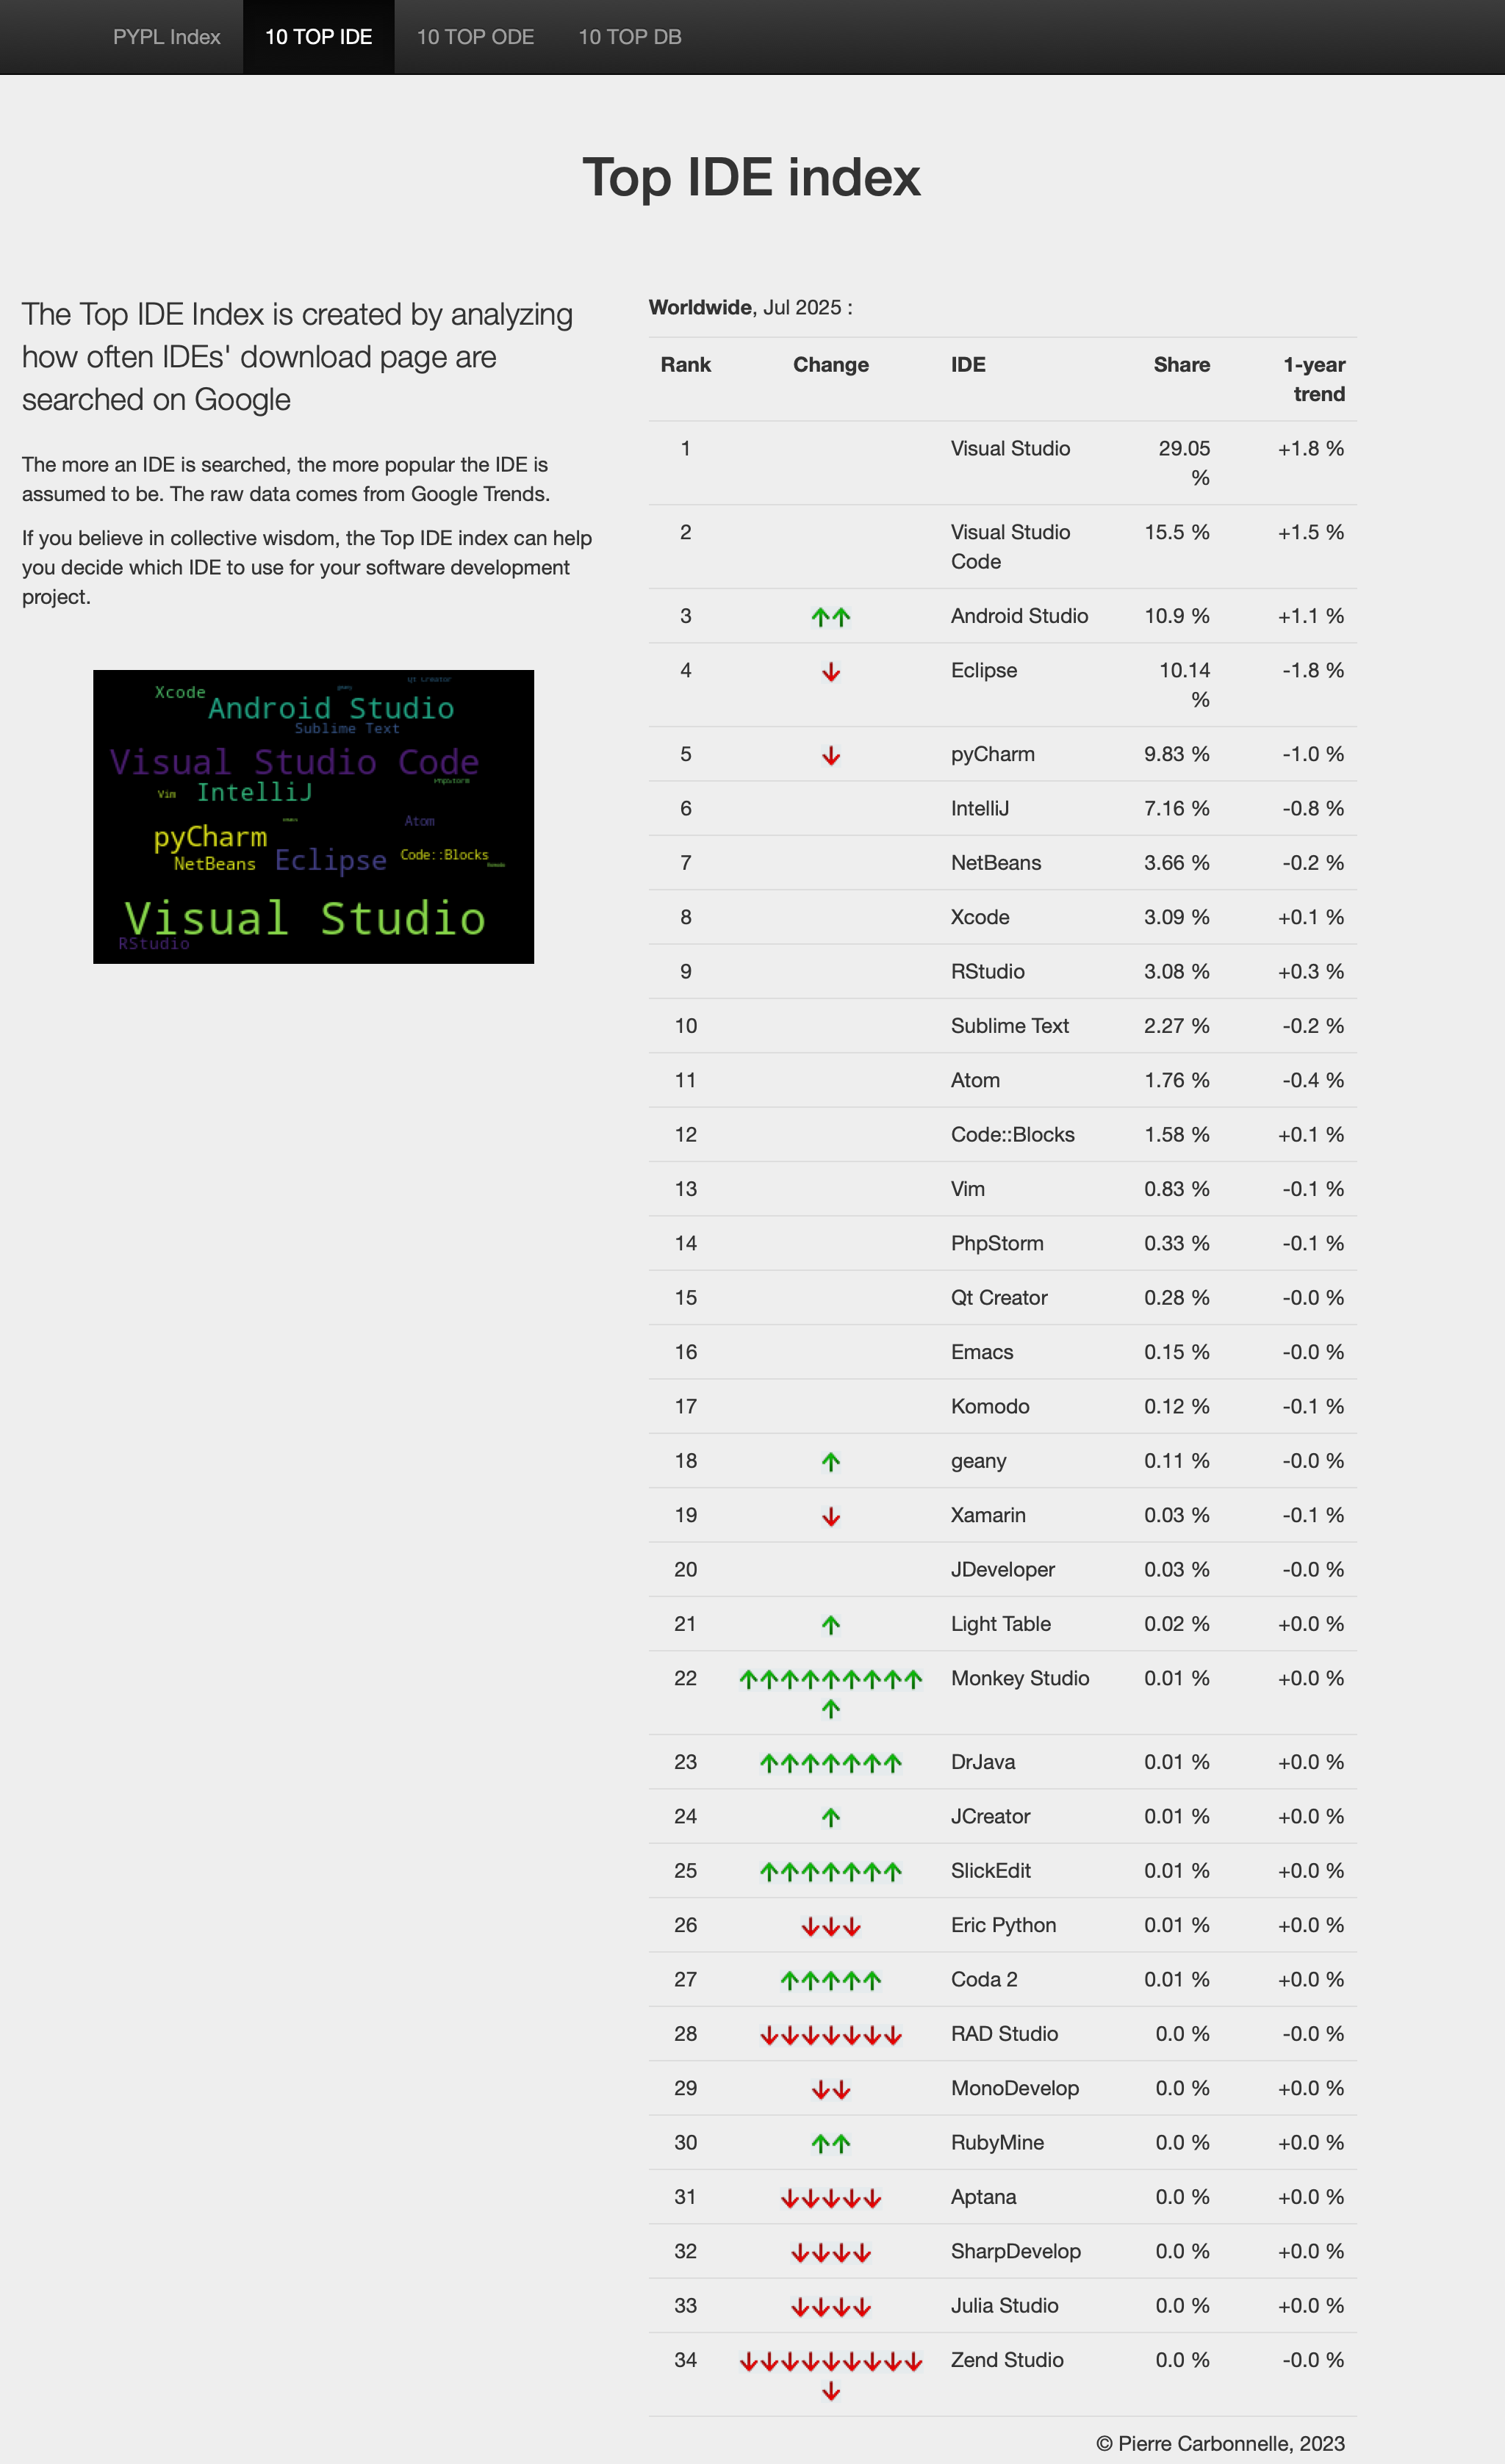 PYPL Index 10 TOP IDE 10 TOP ODE 10 TOP DB
Top IDE index
The Top IDE Index is created by analyzing
how often IDEs' download page are
searched on Google
The more an IDE is searched, the more popular the IDE is
assumed to be. The raw data comes from Google Trends.
If you believe in collective wisdom, the Top IDE index can help
you decide which IDE to use for your software development
project.
Qt Creator
geany
Xcode
Android Studio
Sublime Text
Visual Studio Code
PhpStorm
Vim IntelliJ
emacs
Atom
pyCharm
NetBeans Eclipse Code::Blocks
Komodo
Visual Studio
RStudio
Worldwide, Jul 2025 :
Rank Change IDE Share 1-year
trend
1 Visual Studio 29.05 +1.8 %
%
2 Visual Studio 15.5 % +1.5 %
Code
3 ↑↑ Android Studio 10.9 % +1.1 %
4 ↓ Eclipse 10.14 -1.8 %
%
5 ↓ pyCharm 9.83 % -1.0 %
6 IntelliJ 7.16 % -0.8 %
7 NetBeans 3.66 % -0.2 %
8 Xcode 3.09 % +0.1 %
9 RStudio 3.08 % +0.3 %
10 Sublime Text 2.27 % -0.2 %
11 Atom 1.76 % -0.4 %
12 Code::Blocks 1.58 % +0.1 %
13 Vim 0.83 % -0.1 %
14 PhpStorm 0.33 % -0.1 %
15 Qt Creator 0.28 % -0.0 %
16 Emacs 0.15 % -0.0 %
17 Komodo 0.12 % -0.1 %
18 ↑ geany 0.11 % -0.0 %
19 ↓ Xamarin 0.03 % -0.1 %
20 JDeveloper 0.03 % -0.0 %
21 ↑ Light Table 0.02 % +0.0 %
22 ↑↑↑↑↑↑↑↑↑ Monkey Studio 0.01 % +0.0 %
↑
23 ↑↑↑↑↑↑↑ DrJava 0.01 % +0.0 %
24 ↑ JCreator 0.01 % +0.0 %
25 ↑↑↑↑↑↑↑ SlickEdit 0.01 % +0.0 %
26 ↓↓↓ Eric Python 0.01 % +0.0 %
27 ↑↑↑↑↑ Coda 2 0.01 % +0.0 %
28 ↓↓↓↓↓↓↓ RAD Studio 0.0 % -0.0 %
29 ↓↓ MonoDevelop 0.0 % +0.0 %
30 ↑↑ RubyMine 0.0 % +0.0 %
31 ↓↓↓↓↓ Aptana 0.0 % +0.0 %
32 ↓↓↓↓ SharpDevelop 0.0 % +0.0 %
33 ↓↓↓↓ Julia Studio 0.0 % +0.0 %
34 ↓↓↓↓↓↓↓↓↓ Zend Studio 0.0 % -0.0 %
↓
© Pierre Carbonnelle, 2023